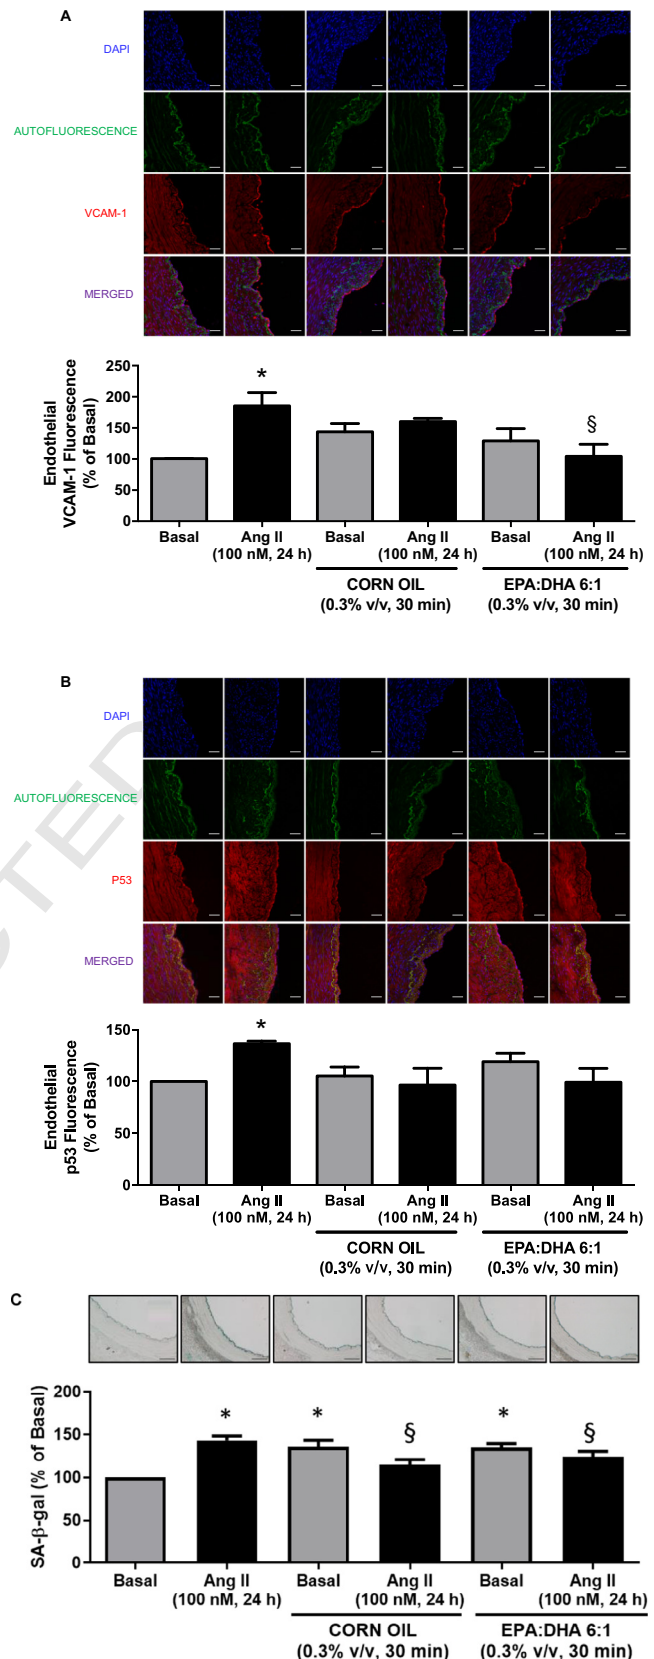 A
DAPI
AUTOFLUORESCENCE
VCAM-1
MERGED
Endothelial
VCAM-1 Fluorescence
(% of Basal)
250
200
150
100
50
0
*
§
Basal Ang II Basal Ang II Basal Ang II
(100 nM, 24 h) (100 nM, 24 h) (100 nM, 24 h)
CORN OIL EPA:DHA 6:1
(0.3% v/v, 30 min) (0.3% v/v, 30 min)
B
DAPI
AUTOFLUORESCENCE
P53
MERGED
CTED
Endothelial
p53 Fluorescence
(% of Basal)
150
100
50
0
*
Basal Ang II Basal Ang II Basal Ang II
(100 nM, 24 h) (100 nM, 24 h) (100 nM, 24 h)
CORN OIL EPA:DHA 6:1
(0.3% v/v, 30 min) (0.3% v/v, 30 min)
C
SA-β-gal (% of Basal)
200
150
100
50
0
* * § * §
Basal Ang II Basal Ang II Basal Ang II
(100 nM, 24 h) (100 nM, 24 h) (100 nM, 24 h)
CORN OIL EPA:DHA 6:1
(0.3% v/v, 30 min) (0.3% v/v, 30 min)